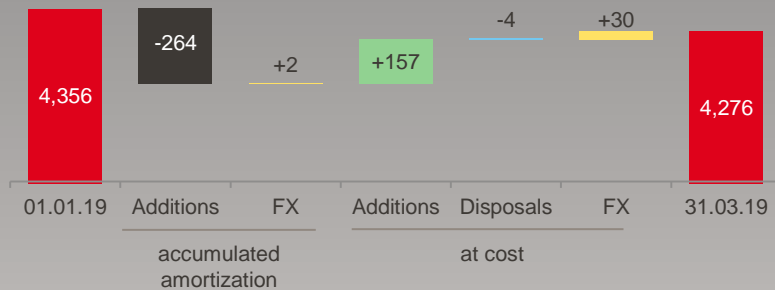 -4
+30
-264
+2
+157
4,356
4,276
01.01.19
Additions
FX
Additions
Disposals
FX
31.03.19
accumulated
amortization
at cost